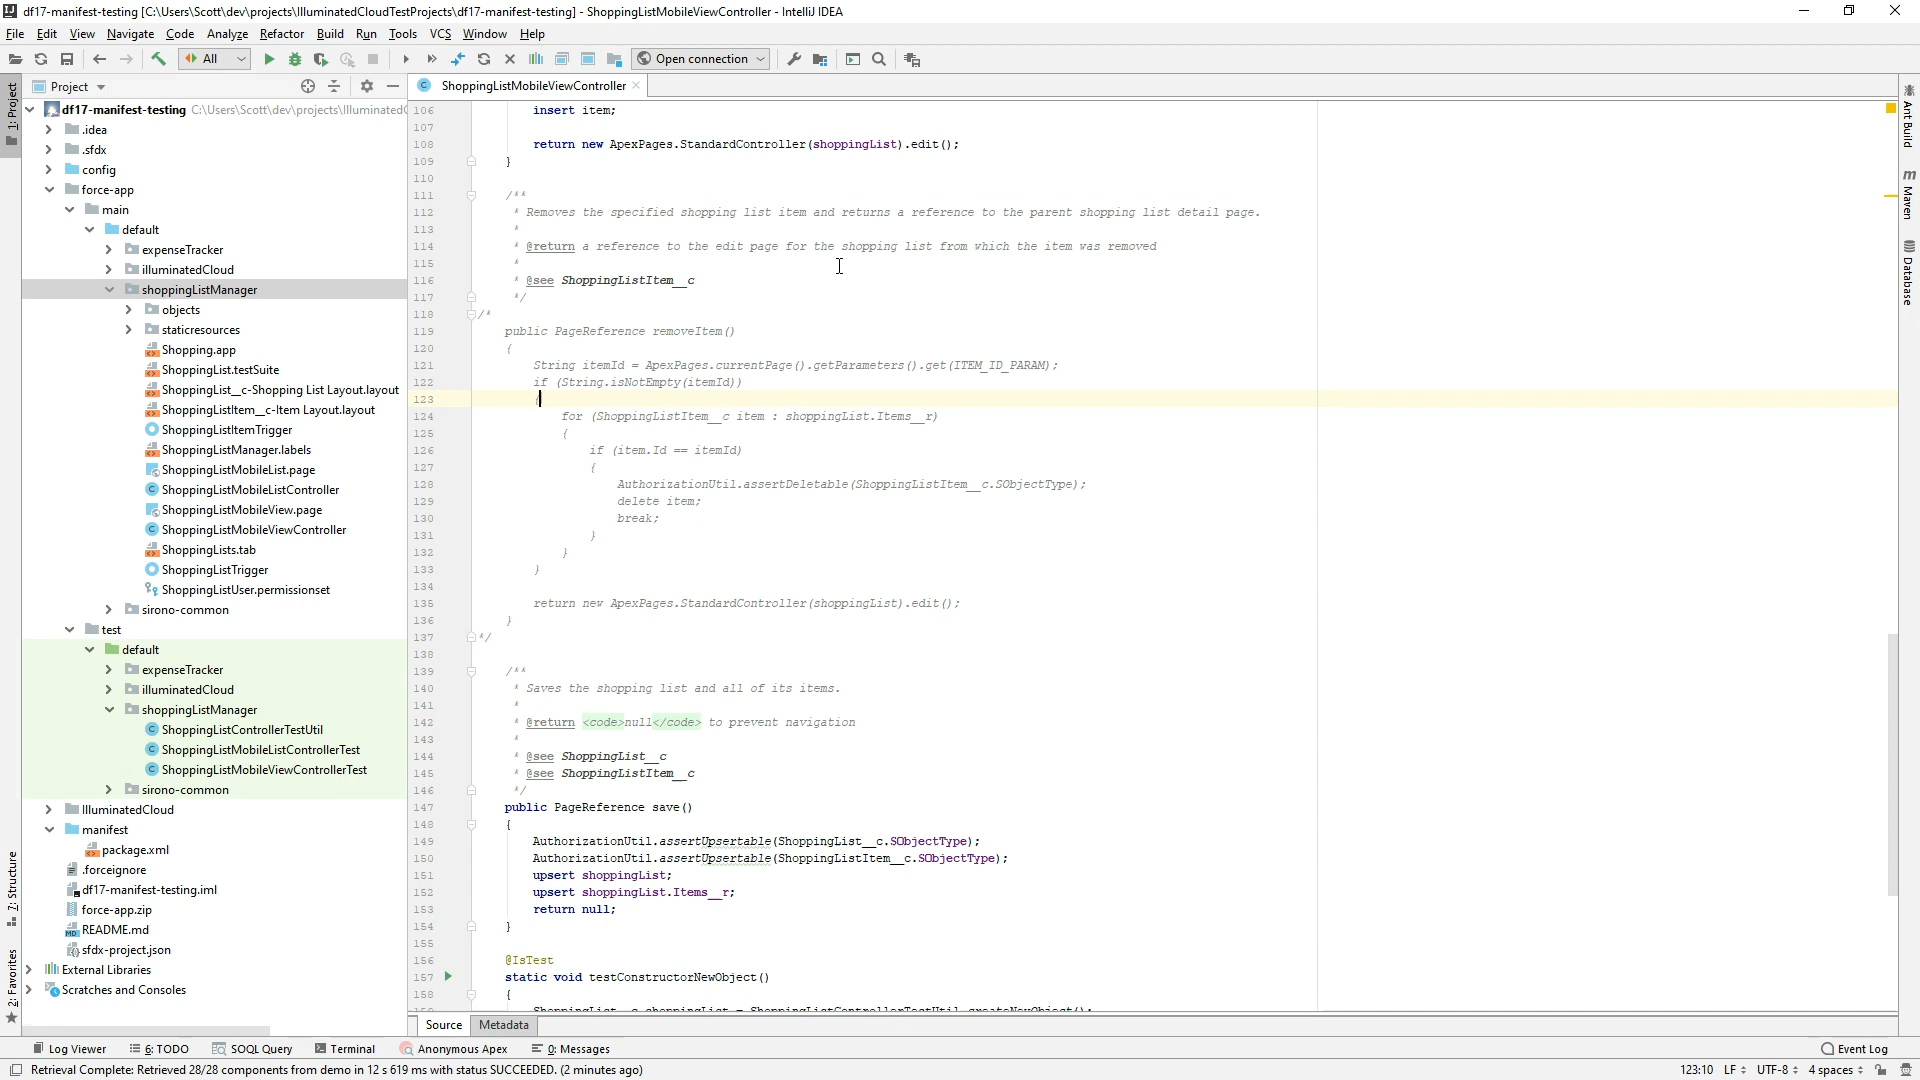 df17-manifest-testing [C:\Users\Scott\dev\projects\IlluminatedCloudTestProjects\df17-manifest-testing] - ShoppingListMobileViewController - IntelliJ IDEA
File Edit View Navigate Code Analyze Refactor Build Run Tools VCS Window Help
All
Open connection
Project
ShoppingListMobileViewController
1: Project
7: Structure
2: Favorites
df17-manifest-testing C:\Users\Scott\dev\projects\Illuminated
.idea
.sfdx
config
force-app
main
default
expenseTracker
illuminatedCloud
shoppingListManager
objects
staticresources
Shopping.app
ShoppingList.testSuite
ShoppingList__c-Shopping List Layout.layout
ShoppingListItem__c-Item Layout.layout
ShoppingListItemTrigger
ShoppingListManager.labels
ShoppingListMobileList.page
ShoppingListMobileListController
ShoppingListMobileView.page
ShoppingListMobileViewController
ShoppingLists.tab
ShoppingListTrigger
ShoppingListUser.permissionset
sirono-common
test
default
expenseTracker
illuminatedCloud
shoppingListManager
ShoppingListControllerTestUtil
ShoppingListMobileListControllerTest
ShoppingListMobileViewControllerTest
sirono-common
IlluminatedCloud
manifest
package.xml
.forceignore
df17-manifest-testing.iml
force-app.zip
README.md
sfdx-project.json
External Libraries
Scratches and Consoles
106 insert item;
107
108 return new ApexPages.StandardController(shoppingList).edit();
109 }
110
111 /**
112 * Removes the specified shopping list item and returns a reference to the parent shopping list detail page.
113 *
114 * @return a reference to the edit page for the shopping list from which the item was removed
115 *
116 * @see ShoppingListItem__c
117 */
118 /*
119 public PageReference removeItem()
120 {
121 String itemId = ApexPages.currentPage().getParameters().get(ITEM_ID_PARAM);
122 if (String.isNotEmpty(itemId))
123 {
124 for (ShoppingListItem__c item : shoppingList.Items__r)
125 {
126 if (item.Id == itemId)
127 {
128 AuthorizationUtil.assertDeletable(ShoppingListItem__c.SObjectType);
129 delete item;
130 break;
131 }
132 }
133 }
134
135 return new ApexPages.StandardController(shoppingList).edit();
136 }
137 */
138
139 /**
140 * Saves the shopping list and all of its items.
141 *
142 * @return <code>null</code> to prevent navigation
143 *
144 * @see ShoppingList__c
145 * @see ShoppingListItem__c
146 */
147 public PageReference save()
148 {
149 AuthorizationUtil.assertUpsertable(ShoppingList__c.SObjectType);
150 AuthorizationUtil.assertUpsertable(ShoppingListItem__c.SObjectType);
151 upsert shoppingList;
152 upsert shoppingList.Items__r;
153 return null;
154 }
155
156 @IsTest
157 static void testConstructorNewObject()
158 {
159 ShoppingList__c shoppingList = ShoppingListControllerTestUtil.createNewObject();
Ant Build
Maven
Database
Source Metadata
Log Viewer 6: TODO SOQL Query Terminal Anonymous Apex 0: Messages Event Log
Retrieval Complete: Retrieved 28/28 components from demo in 12 s 619 ms with status SUCCEEDED. (2 minutes ago) 123:10 LF UTF-8 4 spaces